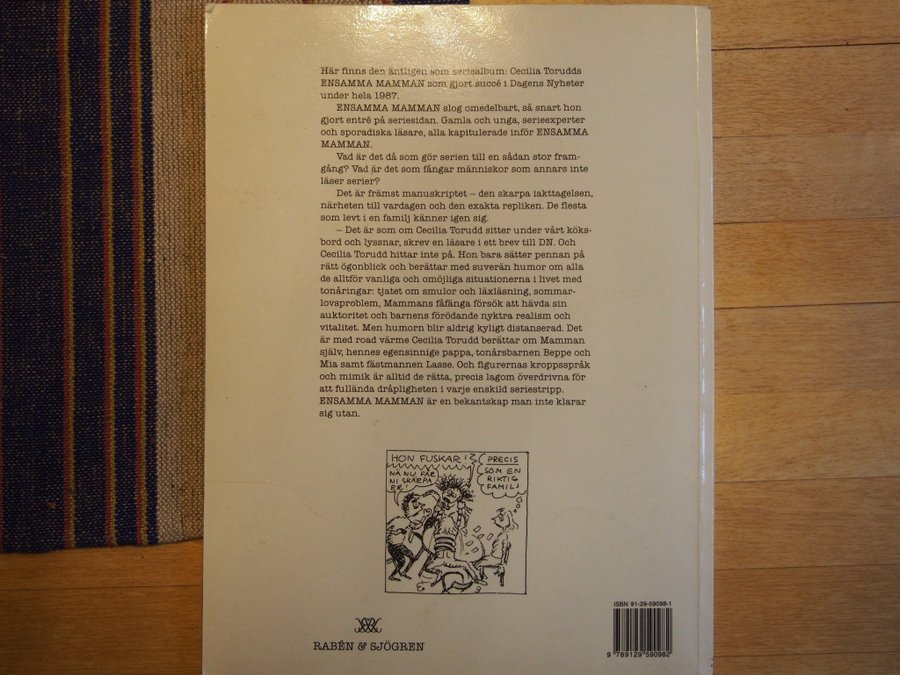 Här finns den äntligen som seriealbum: Cecilia Torudds
ENSAMMA MAMMAN som gjort succé i Dagens Nyheter
under hela 1987.
ENSAMMA MAMMAN slog omedelbart, så snart hon
gjort entré på seriesidan. Gamla och unga, serieexperter
och sporadiska läsare, alla kapitulerade inför ENSAMMA
MAMMAN.
Vad är det då som gör serien till en sådan stor fram-
gång? Vad är det som fångar människor som annars inte
läser serier?
Det är främst manuskriptet – den skarpa iakttagelsen,
närheten till vardagen och den exakta repliken. De flesta
som levt i en familj känner igen sig.
– Det är som om Cecilia Torudd sitter under vårt köks-
bord och lyssnar, skrev en läsare i ett brev till DN. Och
Cecilia Torudd hittar inte på. Hon bara sätter pennan på
rätt ögonblick och berättar med suverän humor om alla
de alltför vanliga och omöjliga situationerna i livet med
tonåringar: tjatet om smulor och läxläsning, sommar-
lovsproblem, Mammans fåfänga försök att hävda sin
auktoritet och barnens förödande nyktra realism och
vitalitet. Men humorn blir aldrig kyligt distanserad. Det
är med road värme Cecilia Torudd berättar om Mamman
själv, hennes egensinnige pappa, tonårsbarnen Beppe och
Mia samt fästmannen Lasse. Och figurernas kroppsspråk
och mimik är alltid de rätta, precis lagom överdrivna för
att fullända dråpligheten i varje enskild seriestripp.
ENSAMMA MAMMAN är en bekantskap man inte klarar
sig utan.
HON FUSKAR!
NÄ NU FÅR
NI SKÄRPA
ER!
PRECIS
SOM EN
RIKTIG
FAMILJ
ISBN 91-29-59098-1
9 789129 590982
RABÉN & SJÖGREN